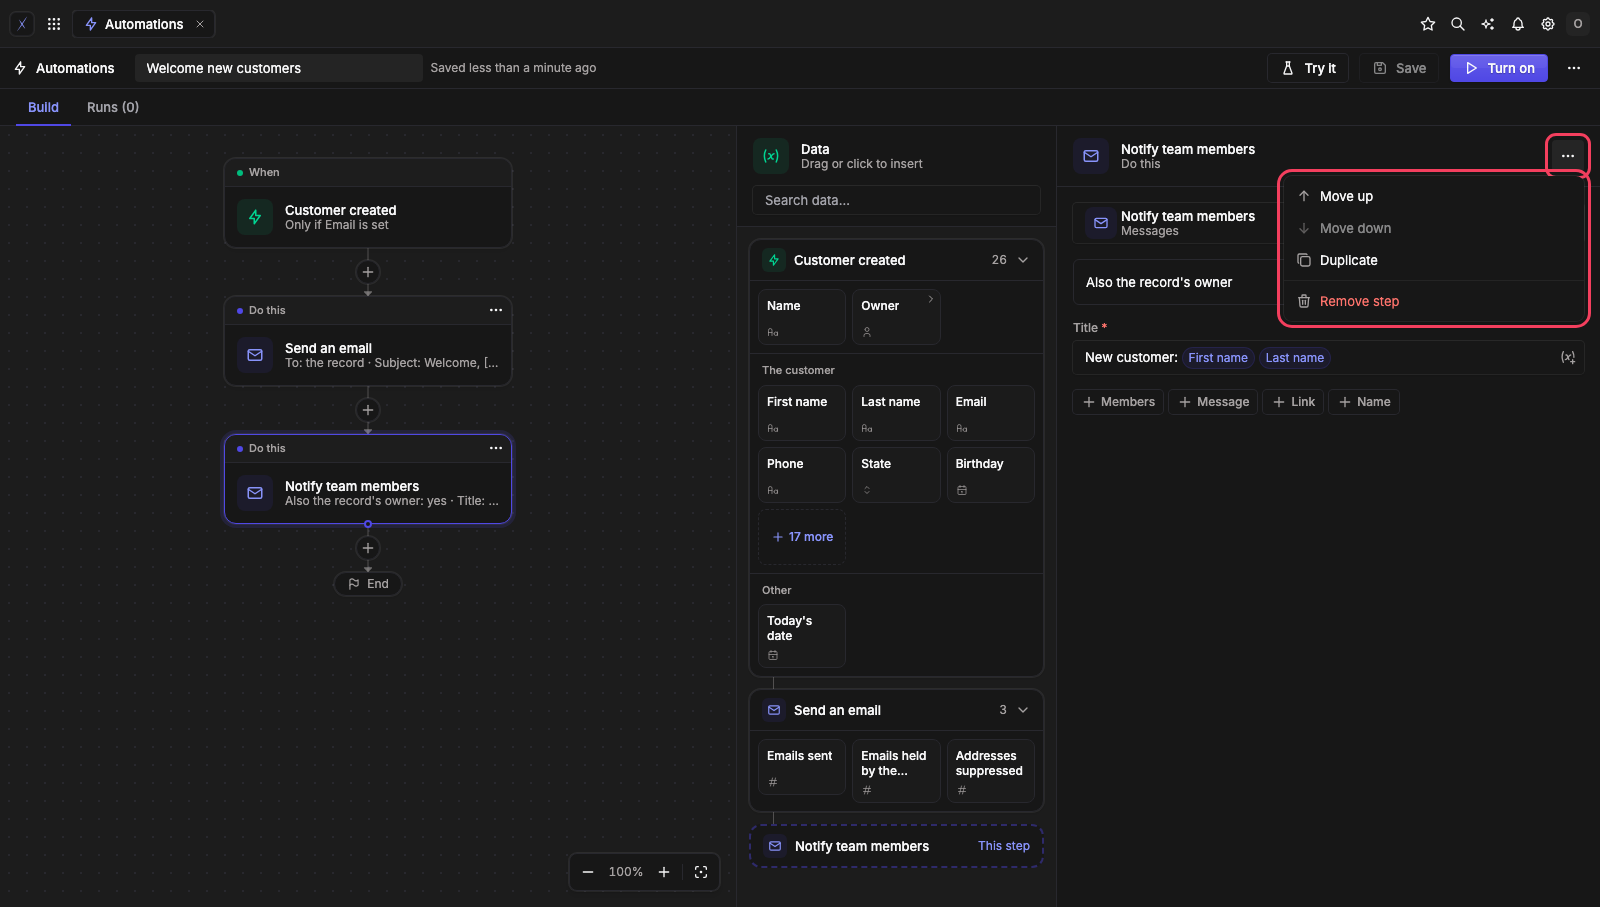 Automations
O
Automations
Welcome new customers
Saved less than a minute ago
Try it
Save
Turn on
Build
Runs (0)
When
Customer created
Only if Email is set
Do this
Send an email
To: the record · Subject: Welcome, [...
Do this
Notify team members
Also the record's owner: yes · Title: ...
End
100%
Data
Drag or click to insert
Search data...
Customer created
26
Name
Aa
Owner
The customer
First name
Aa
Last name
Aa
Email
Aa
Phone
Aa
State
Birthday
17 more
Other
Today's
date
Send an email
3
Emails sent
#
Emails held
by the...
#
Addresses
suppressed
#
Notify team members
This step
Notify team members
Do this
Notify team members
Messages
Also the record's owner
Title *
New customer: First name Last name
Members
Message
Link
Name
Move up
Move down
Duplicate
Remove step